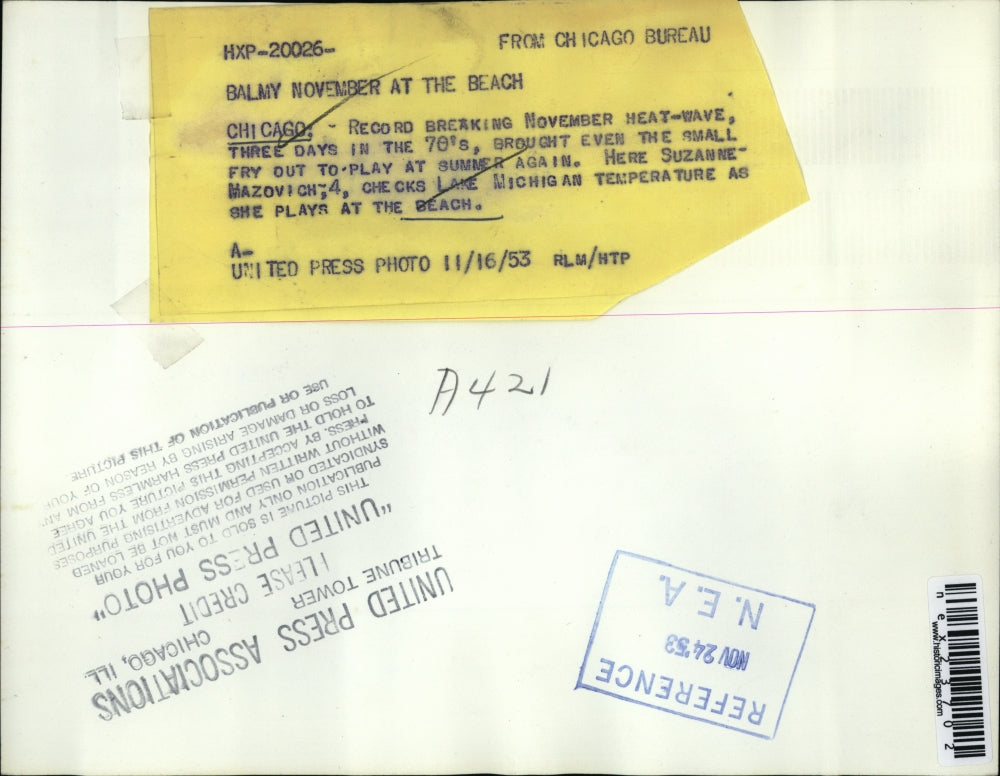 HXP-20026-
FROM CHICAGO BUREAU
BALMY NOVEMBER AT THE BEACH
CHICAGO; - RECORD BREAKING NOVEMBER HEAT-WAVE,
THREE DAYS IN THE 70'S, BROUGHT EVEN THE SMALL
FRY OUT TO-PLAY AT SUMMER AGAIN. HERE SUZANNE-
MAZOVICH;4, CHECKS LAKE MICHIGAN TEMPERATURE AS
SHE PLAYS AT THE BEACH.
A-
UNITED PRESS PHOTO 11/16/53 RLM/HTP
A421
UNITED PRESS ASSOCIATIONS
TRIBUNE TOWER CHICAGO, ILL.
PLEASE CREDIT
"UNITED PRESS PHOTO"
THIS PICTURE IS SOLD TO YOU FOR YOUR
PUBLICATION ONLY AND MUST NOT BE LOANED
SYNDICATED OR USED FOR ADVERTISING PURPOSES
WITHOUT WRITTEN PERMISSION FROM THE UNITED
PRESS. BY ACCEPTING THIS PICTURE YOU AGREE
TO HOLD THE UNITED PRESS HARMLESS FROM ANY
LOSS OR DAMAGE ARISING BY REASON OF YOUR
USE OR PUBLICATION OF THIS PICTURE
REFERENCE
NOV 24 '53
N. E. A.
www.historicimages.com
nex23702